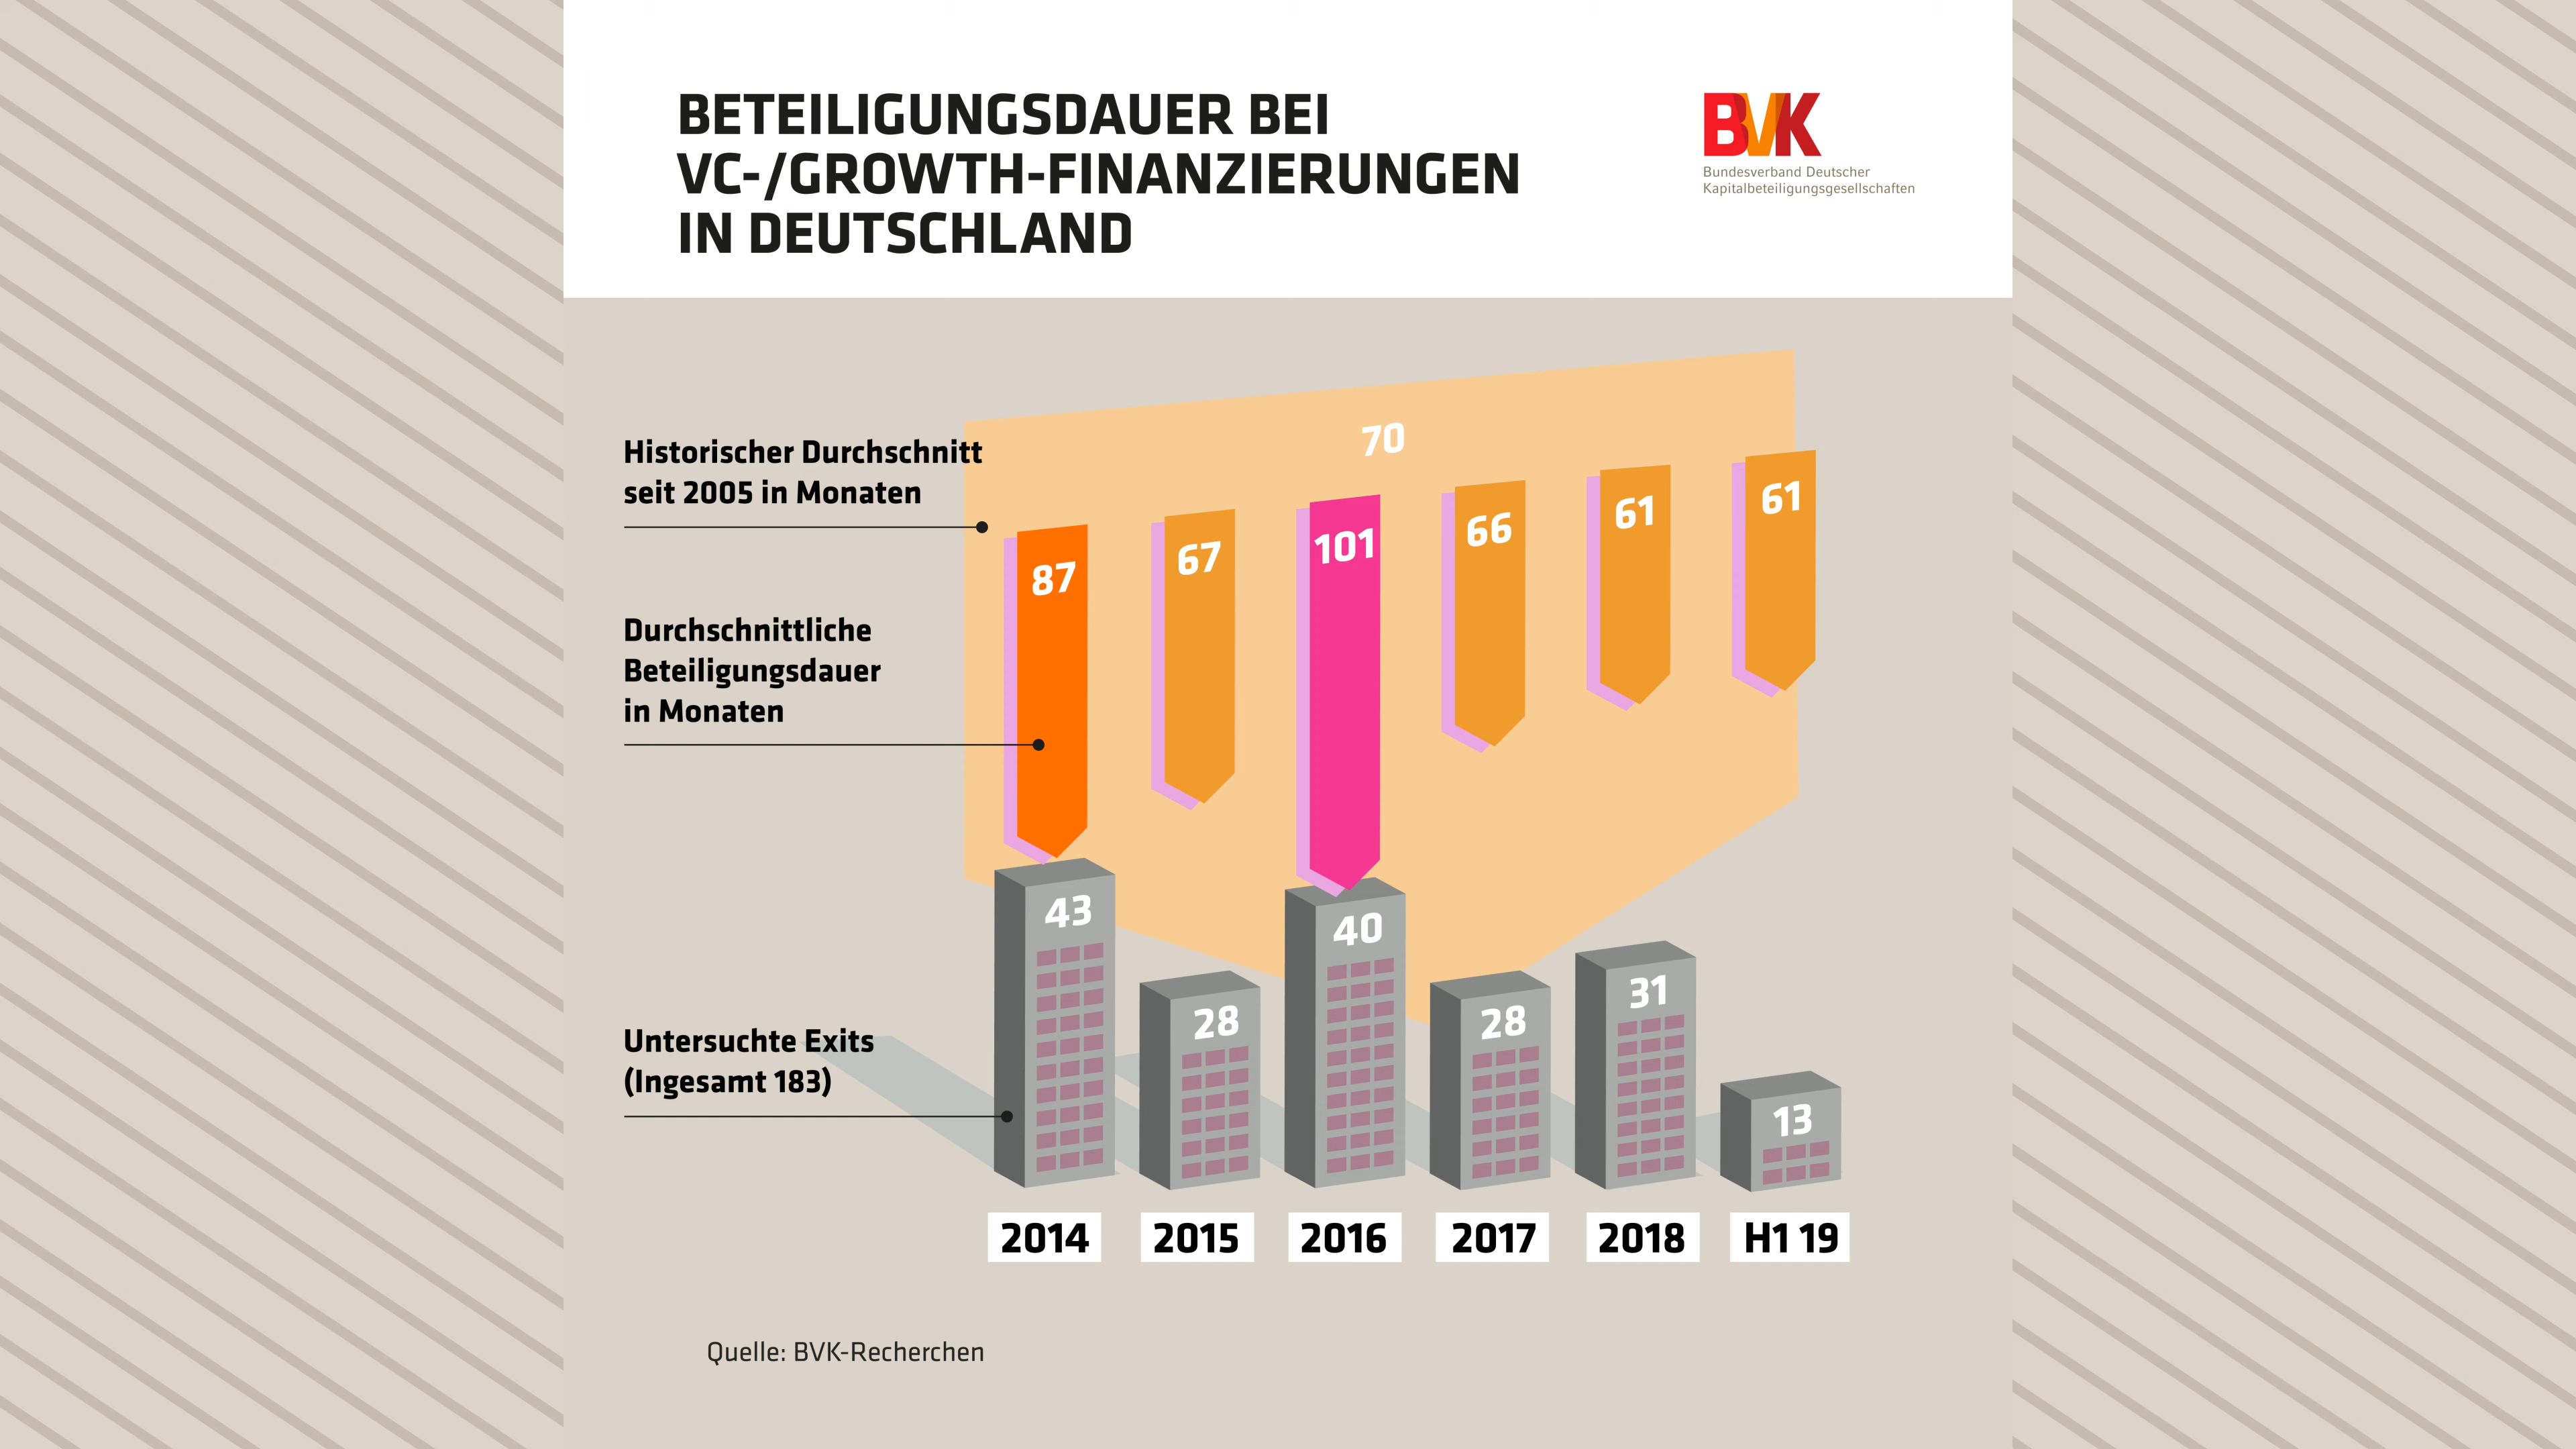 BETEILIGUNGSDAUER BEI
VC-/GROWTH-FINANZIERUNGEN
IN DEUTSCHLAND
BVK
Bundesverband Deutscher
Kapitalbeteiligungsgesellschaften
Historischer Durchschnitt
seit 2005 in Monaten
70
87
67
101
66
61
61
Durchschnittliche
Beteiligungsdauer
in Monaten
43
28
40
28
31
13
Untersuchte Exits
(Ingesamt 183)
2014
2015
2016
2017
2018
H1 19
Quelle: BVK-Recherchen